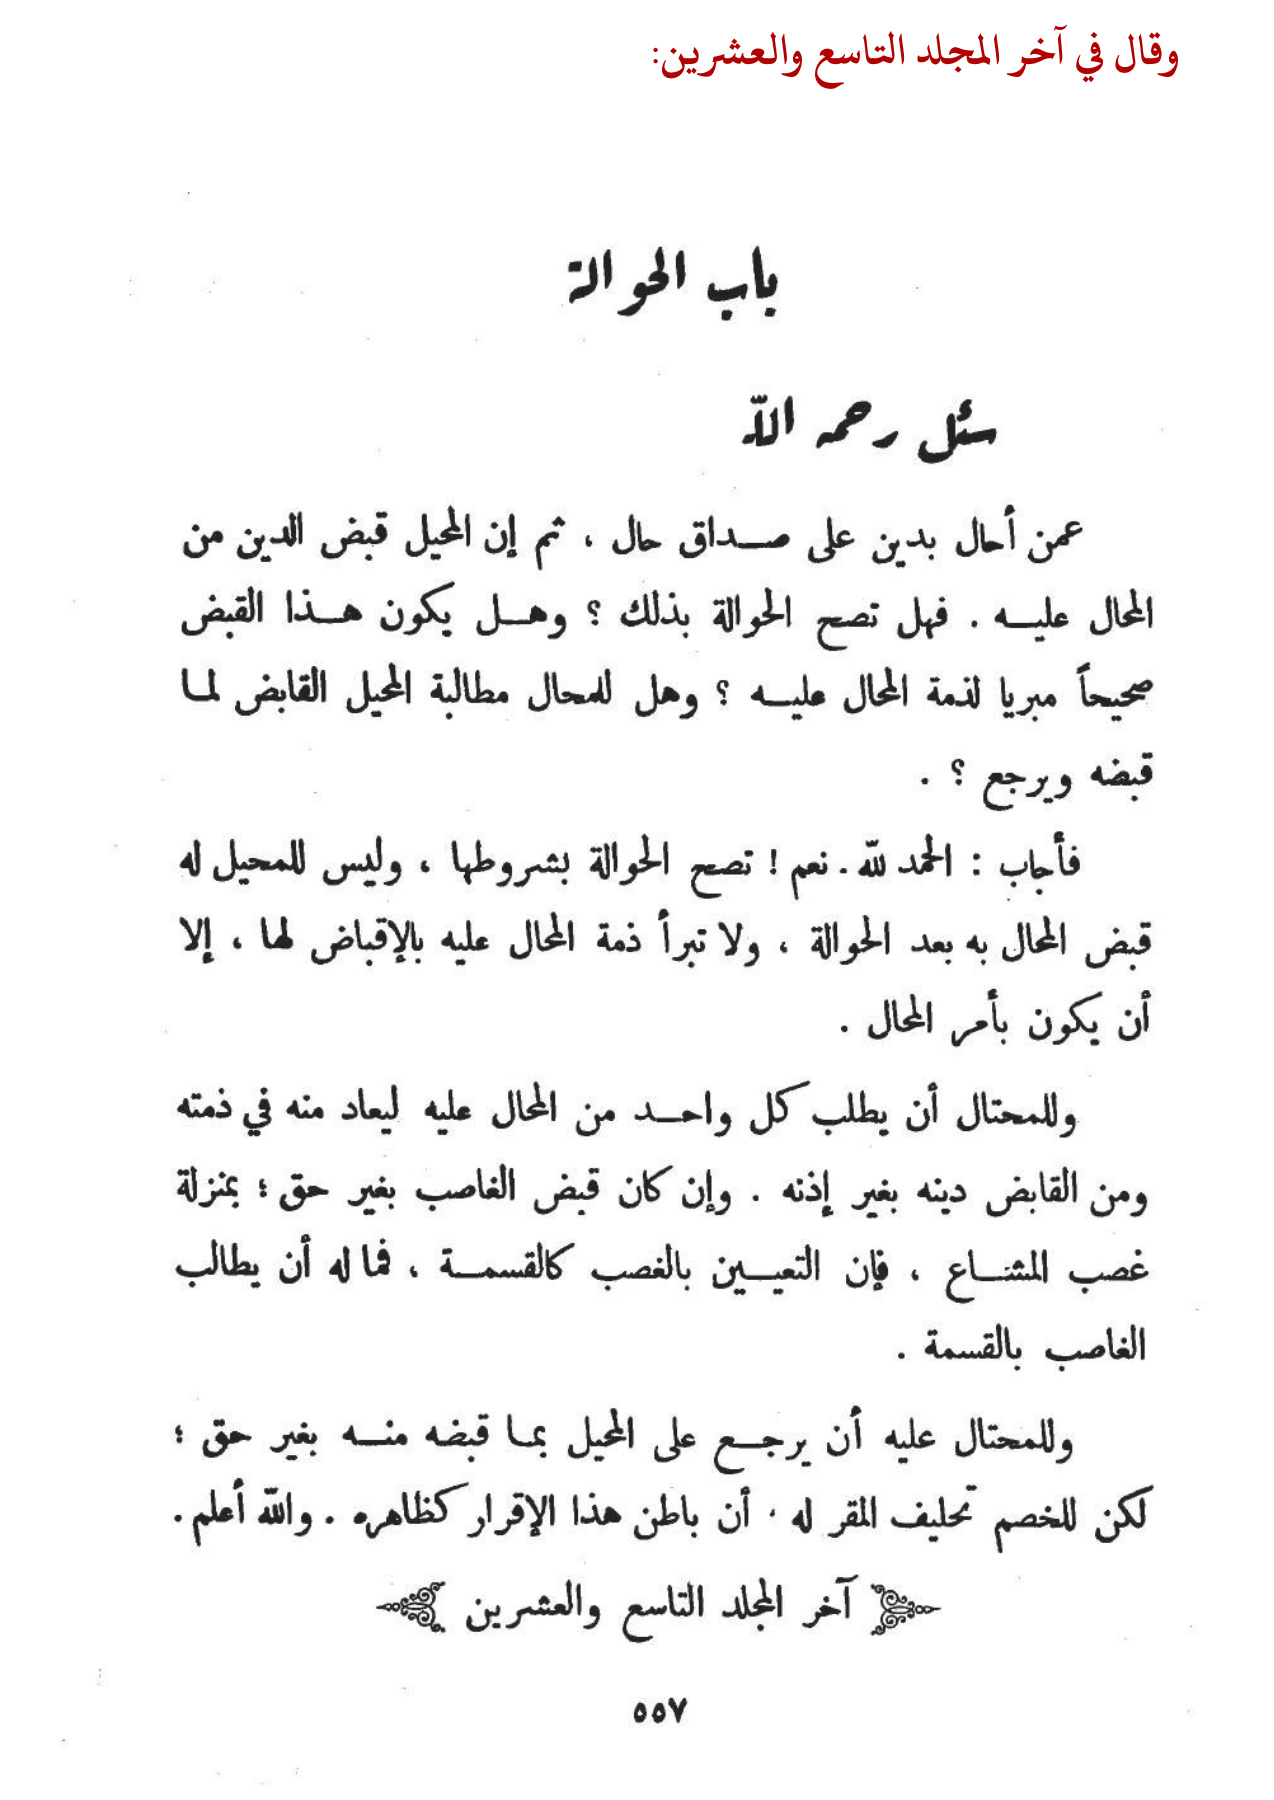 وقال في آخر المجلد التاسع والعشرين:
باب الحوالة
سئل رحمه اللّه
عمن أحال بدين على صداق حال ، ثم إن المحيل قبض الدين من
المحال عليه . فهل تصح الحوالة بذلك ؟ وهل يكون هذا القبض
صحيحاً مبريا لذمة المحال عليه ؟ وهل للمحال مطالبة المحيل القابض لما
قبضه ويرجع ؟ .
فأجاب : الحمد للّه . نعم ! تصح الحوالة بشروطها ، وليس للمحيل له
قبض المحال به بعد الحوالة ، ولا تبرأ ذمة المحال عليه بالإقباض لها ، إلا
أن يكون بأمر المحال .
وللمحتال أن يطلب كل واحد من المحال عليه ليعاد منه في ذمته
ومن القابض دينه بغير إذنه . وإن كان قبض الغاصب بغير حق ؛ بمنزلة
غصب المشاع ، فإن التعيين بالغصب كالقسمة ، فما له أن يطالب
الغاصب بالقسمة .
وللمحتال عليه أن يرجع على المحيل بما قبضه منه بغير حق ؛
لكن للخصم تحليف المقر له . أن باطن هذا الإقرار كظاهره . واللّه أعلم .
آخر المجلد التاسع والعشرين
٥٥٧